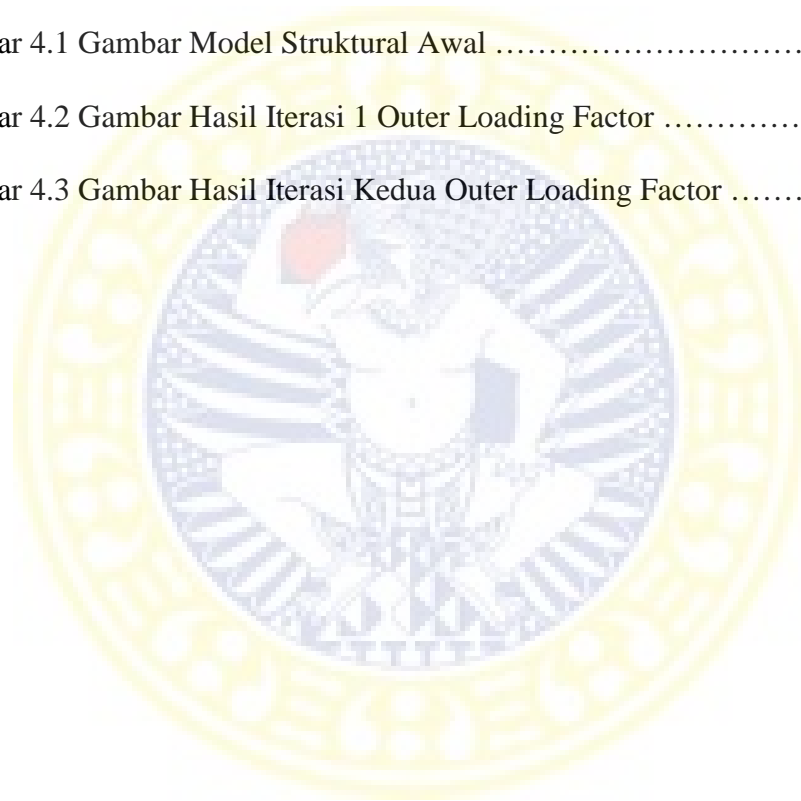 ar 4.1 Gambar Model Struktural Awal ……………………………
ar 4.2 Gambar Hasil Iterasi 1 Outer Loading Factor ……………
ar 4.3 Gambar Hasil Iterasi Kedua Outer Loading Factor ………